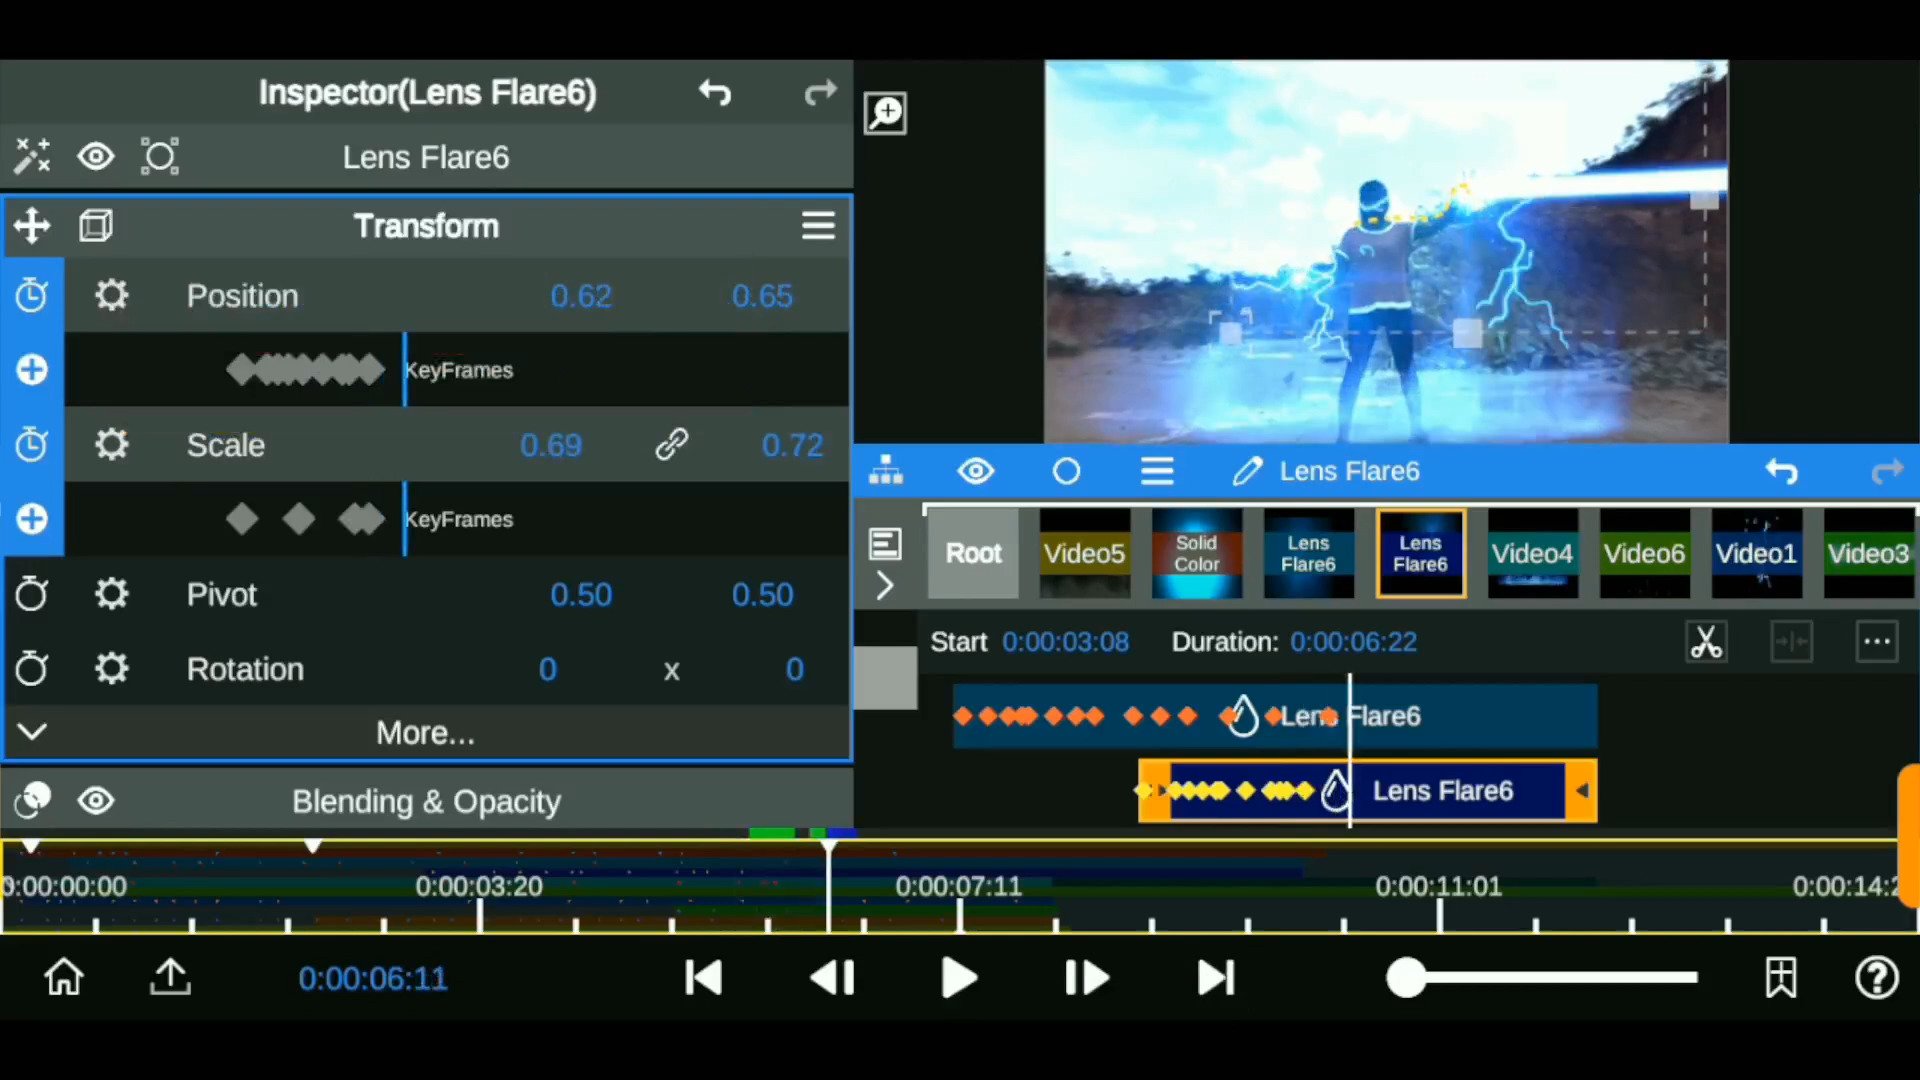 Inspector(Lens Flare6)
Lens Flare6
Transform
Position 0.62 0.65
KeyFrames
Scale 0.69 0.72
KeyFrames
Pivot 0.50 0.50
Rotation 0 x 0
More...
Blending & Opacity
Lens Flare6
Root
Video5
Solid
Color
Lens
Flare6
Lens
Flare6
Video4
Video6
Video1
Video3
Start 0:00:03:08 Duration: 0:00:06:22
Lens Flare6
Lens Flare6
0:00:00:00 0:00:03:20 0:00:07:11 0:00:11:01 0:00:14:2
0:00:06:11